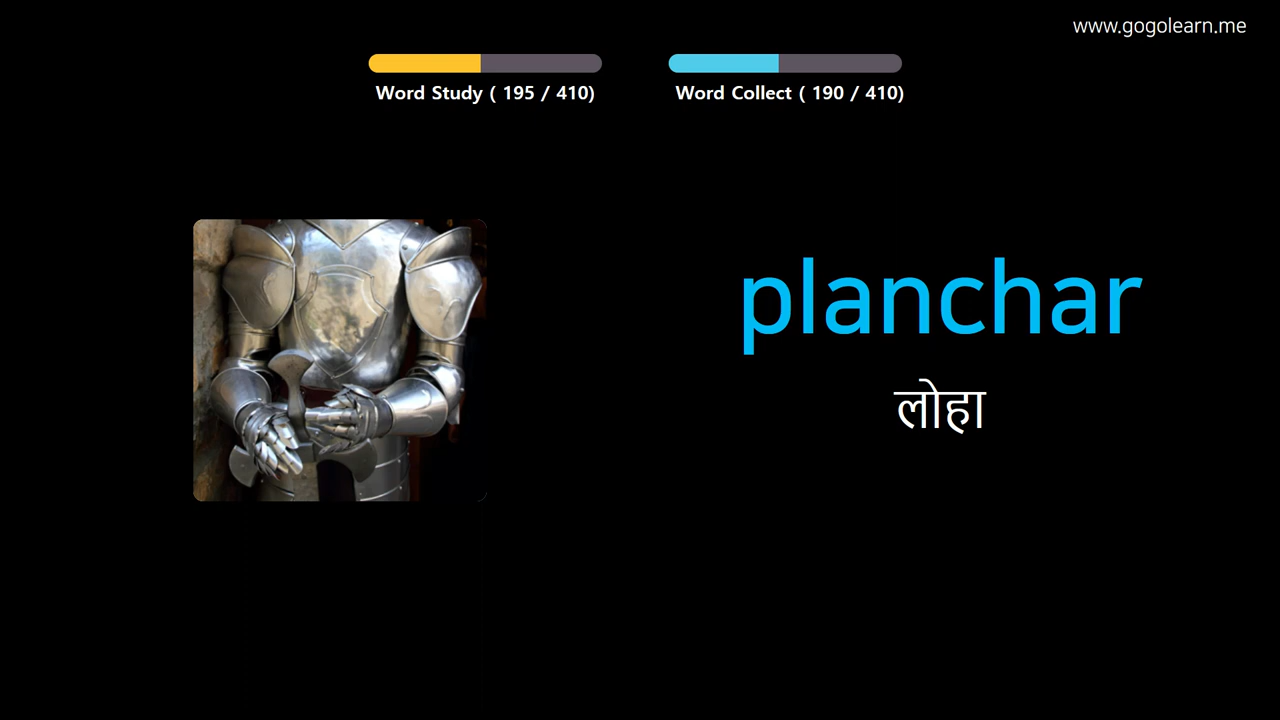 www.gogolearn.me
Word Study ( 195 / 410)
Word Collect ( 190 / 410)
planchar
लोहा